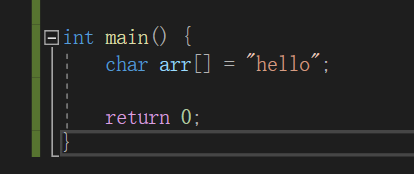 int main() {
    char arr[] = "hello";

    return 0;
}